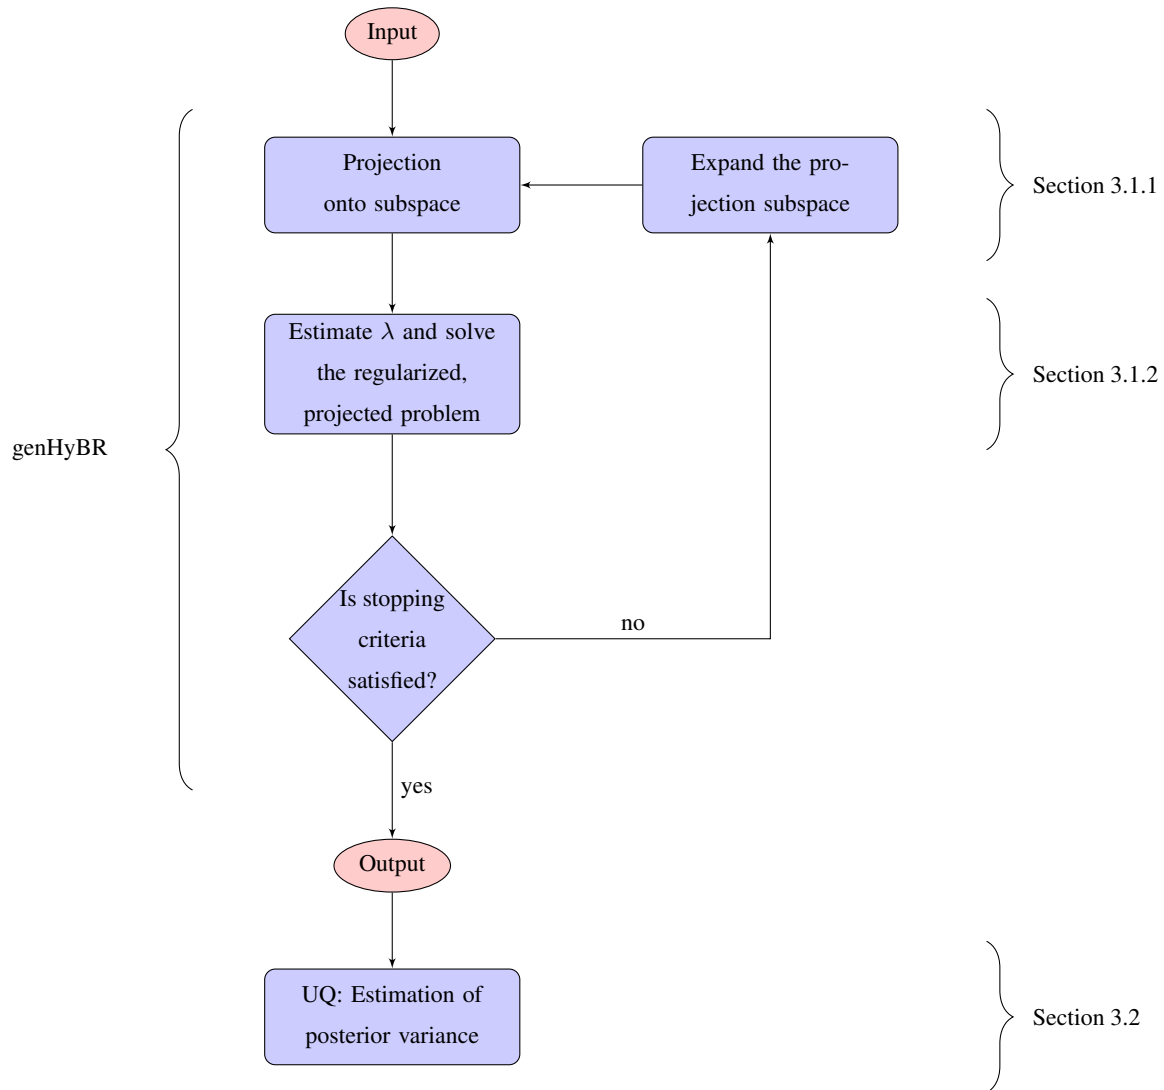 Input
Projection
onto subspace
Expand the pro-
jection subspace
Section 3.1.1
Estimate λ and solve
the regularized,
projected problem
Section 3.1.2
genHyBR
Is stopping
criteria
satisfied?
no
yes
Output
UQ: Estimation of
posterior variance
Section 3.2